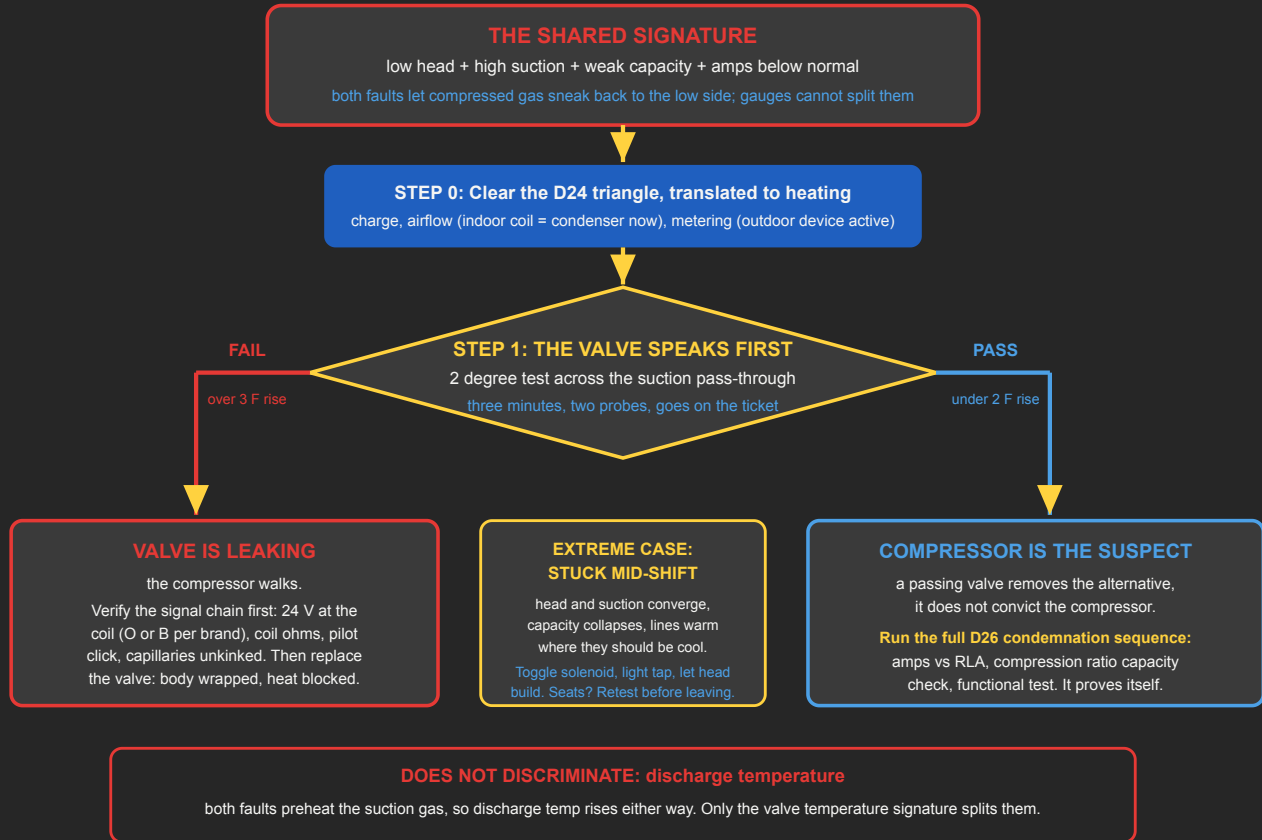 THE SHARED SIGNATURE
low head + high suction + weak capacity + amps below normal
both faults let compressed gas sneak back to the low side; gauges cannot split them
STEP 0: Clear the D24 triangle, translated to heating
charge, airflow (indoor coil = condenser now), metering (outdoor device active)
FAIL
over 3 F rise
STEP 1: THE VALVE SPEAKS FIRST
2 degree test across the suction pass-through
three minutes, two probes, goes on the ticket
PASS
under 2 F rise
VALVE IS LEAKING
the compressor walks.
Verify the signal chain first: 24 V at the
coil (O or B per brand), coil ohms, pilot
click, capillaries unkinked. Then replace
the valve: body wrapped, heat blocked.
EXTREME CASE:
STUCK MID-SHIFT
head and suction converge,
capacity collapses, lines warm
where they should be cool.
Toggle solenoid, light tap, let head
build. Seats? Retest before leaving.
COMPRESSOR IS THE SUSPECT
a passing valve removes the alternative,
it does not convict the compressor.
Run the full D26 condemnation sequence:
amps vs RLA, compression ratio capacity
check, functional test. It proves itself.
DOES NOT DISCRIMINATE: discharge temperature
both faults preheat the suction gas, so discharge temp rises either way. Only the valve temperature signature splits them.